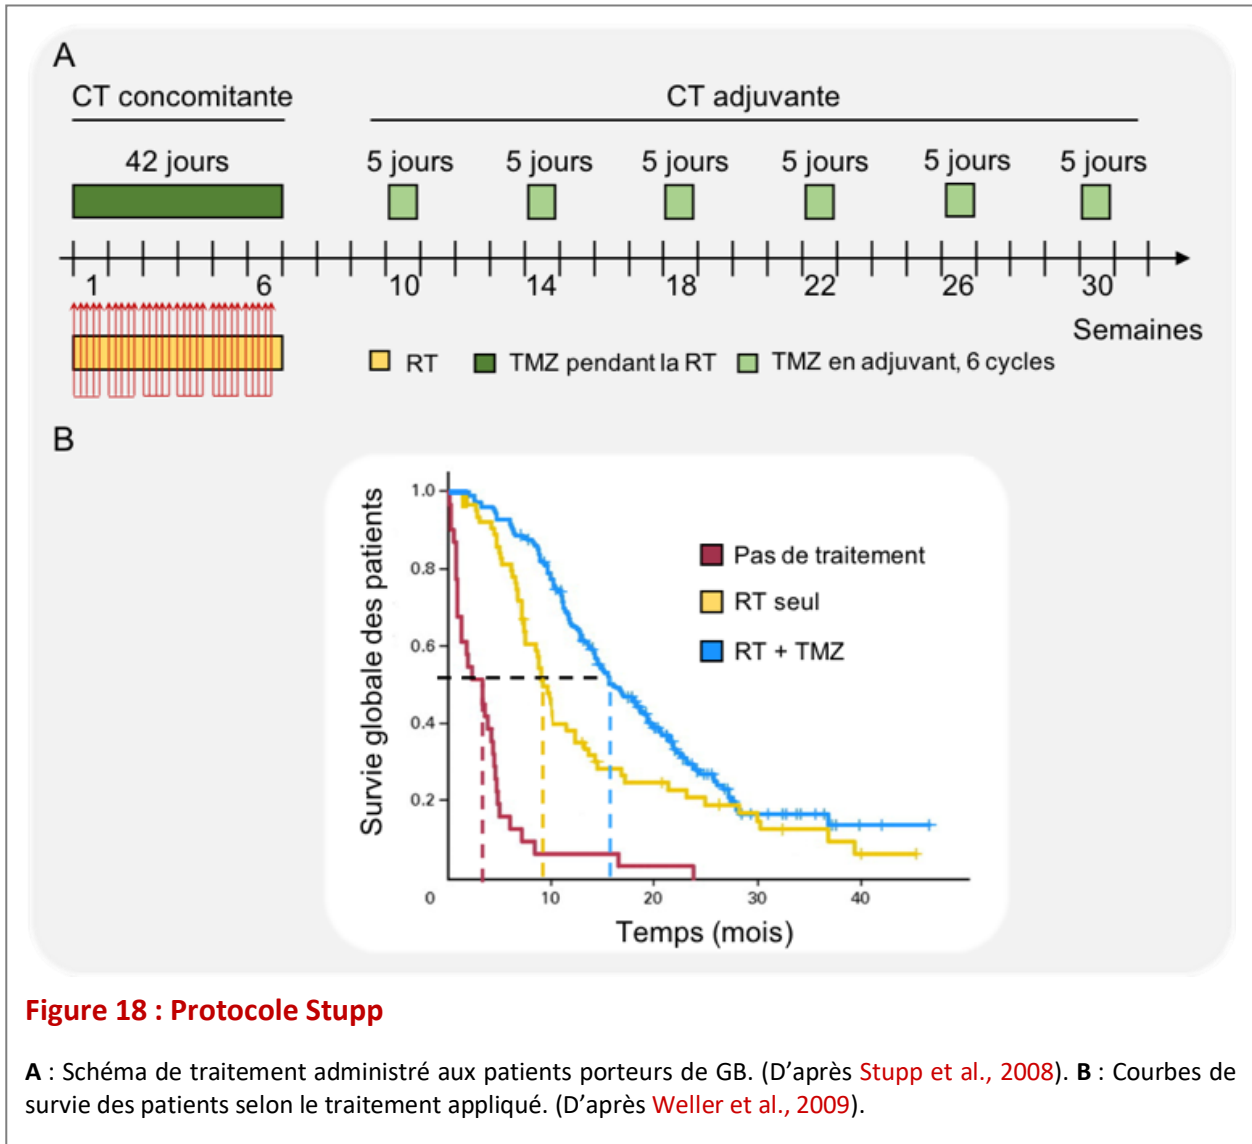 A
CT concomitante
CT adjuvante
42 jours
5 jours
5 jours
5 jours
5 jours
5 jours
5 jours
1
6
10
14
18
22
26
30
Semaines
RT
TMZ pendant la RT
TMZ en adjuvant, 6 cycles
B
Survie globale des patients
1.0
0.8
0.6
0.4
0.2
0
10
20
30
40
Temps (mois)
Pas de traitement
RT seul
RT + TMZ
Figure 18 : Protocole Stupp
A : Schéma de traitement administré aux patients porteurs de GB. (D’après Stupp et al., 2008). B : Courbes de
survie des patients selon le traitement appliqué. (D’après Weller et al., 2009).